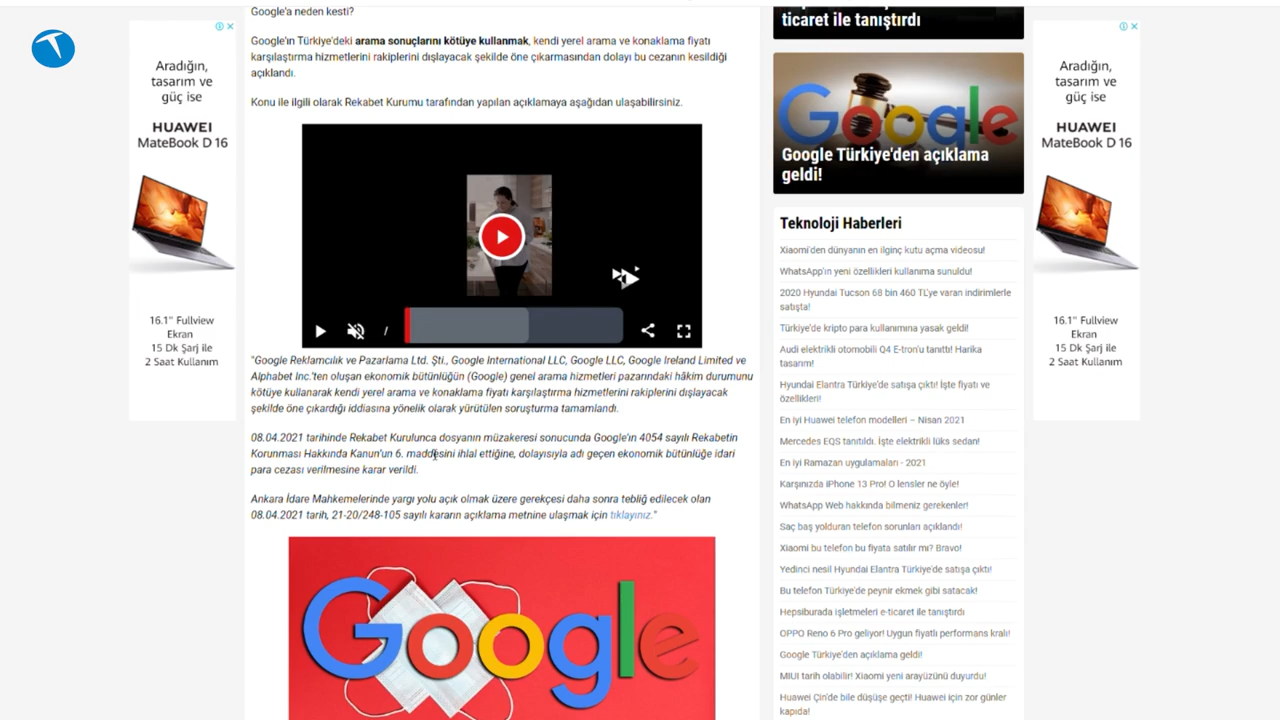 Google'a neden kesti?
Google'ın Türkiye'deki arama sonuçlarını kötüye kullanmak, kendi yerel arama ve konaklama fiyatı
karşılaştırma hizmetlerini rakiplerini dışlayacak şekilde öne çıkarmasından dolayı bu cezanın kesildiği
açıklandı.
Konu ile ilgili olarak Rekabet Kurumu tarafından yapılan açıklamaya aşağıdan ulaşabilirsiniz.
/
"Google Reklamcılık ve Pazarlama Ltd. Şti., Google International LLC, Google LLC, Google Ireland Limited ve
Alphabet Inc.'ten oluşan ekonomik bütünlüğün (Google) genel arama hizmetleri pazarındaki hâkim durumunu
kötüye kullanarak kendi yerel arama ve konaklama fiyatı karşılaştırma hizmetlerini rakiplerini dışlayacak
şekilde öne çıkardığı iddiasına yönelik olarak yürütülen soruşturma tamamlandı.
08.04.2021 tarihinde Rekabet Kurulunca dosyanın müzakeresi sonucunda Google'ın 4054 sayılı Rekabetin
Korunması Hakkında Kanun'un 6. maddesini ihlal ettiğine, dolayısıyla adı geçen ekonomik bütünlüğe idari
para cezası verilmesine karar verildi.
Ankara İdare Mahkemelerinde yargı yolu açık olmak üzere gerekçesi daha sonra tebliğ edilecek olan
08.04.2021 tarih, 21-20/248-105 sayılı kararın açıklama metnine ulaşmak için tıklayınız."
Google
Aradığın,
tasarım ve
güç ise
HUAWEI
MateBook D 16
16.1" Fullview
Ekran
15 Dk Şarj ile
2 Saat Kullanım
ticaret ile tanıştırdı
Google
Google Türkiye'den açıklama
geldi!
Teknoloji Haberleri
Xiaomi'den dünyanın en ilginç kutu açma videosu!
WhatsApp'ın yeni özellikleri kullanıma sunuldu!
2020 Hyundai Tucson 68 bin 460 TL'ye varan indirimlerle
satışta!
Türkiye'de kripto para kullanımına yasak geldi!
Audi elektrikli otomobili Q4 E-tron'u tanıttı! Harika
tasarım!
Hyundai Elantra Türkiye'de satışa çıktı! İşte fiyatı ve
özellikleri!
En iyi Huawei telefon modelleri – Nisan 2021
Mercedes EQS tanıtıldı. İşte elektrikli lüks sedan!
En iyi Ramazan uygulamaları - 2021
Karşınızda iPhone 13 Pro! O lensler ne öyle!
WhatsApp Web hakkında bilmeniz gerekenler!
Saç baş yolduran telefon sorunları açıklandı!
Xiaomi bu telefon bu fiyata satılır mı? Bravo!
Yedinci nesil Hyundai Elantra Türkiye'de satışa çıktı!
Bu telefon Türkiye'de peynir ekmek gibi satacak!
Hepsiburada işletmeleri e-ticaret ile tanıştırdı
OPPO Reno 6 Pro geliyor! Uygun fiyatlı performans kralı!
Google Türkiye'den açıklama geldi!
MIUI tarih olabilir! Xiaomi yeni arayüzünü duyurdu!
Huawei Çin'de bile düşüşe geçti! Huawei için zor günler
kapıda!
Aradığın,
tasarım ve
güç ise
HUAWEI
MateBook D 16
16.1" Fullview
Ekran
15 Dk Şarj ile
2 Saat Kullanım